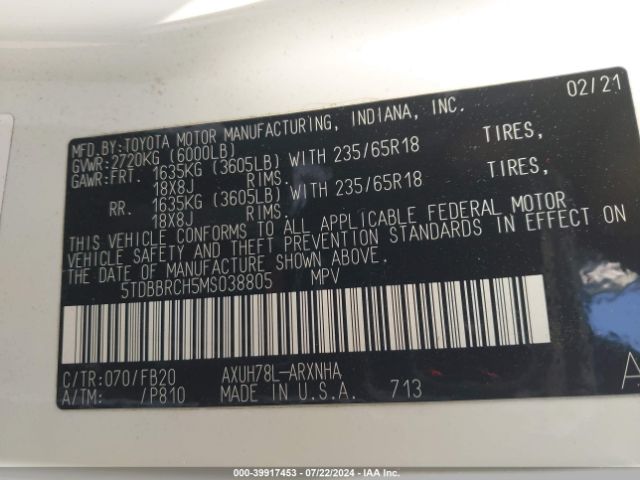 02/21
MFD.BY:TOYOTA MOTOR MANUFACTURING, INDIANA, INC.
GVWR:2720KG (6000LB)
GAWR:FRT. 1635KG (3605LB) WITH 235/65R18 TIRES,
18X8J RIMS.
RR. 1635KG (3605LB) WITH 235/65R18 TIRES,
18X8J RIMS.
THIS VEHICLE CONFORMS TO ALL APPLICABLE FEDERAL MOTOR
VEHICLE SAFETY AND THEFT PREVENTION STANDARDS IN EFFECT ON
THE DATE OF MANUFACTURE SHOWN ABOVE.
5TDBBRCH5MS038805 MPV
C/TR:070/FB20 AXUH78L-ARXNHA
A/TM: /P810 MADE IN U.S.A. 713
A
000-39917453 - 07/22/2024 - IAA Inc.